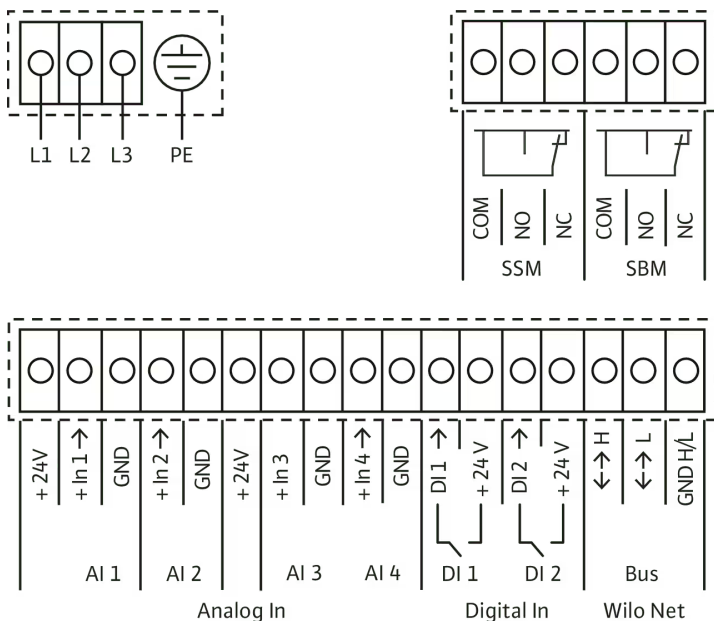 L1 L2 L3 PE
COM NO NC COM NO NC
SSM SBM
+ 24V + In 1 → GND + In 2 → GND + 24V + In 3 GND + In 4 → GND DI 1 → + 24 V DI 2 → + 24 V ↔ H ↔ L GND H/L
AI 1 AI 2 AI 3 AI 4 DI 1 DI 2 Bus
Analog In Digital In Wilo Net